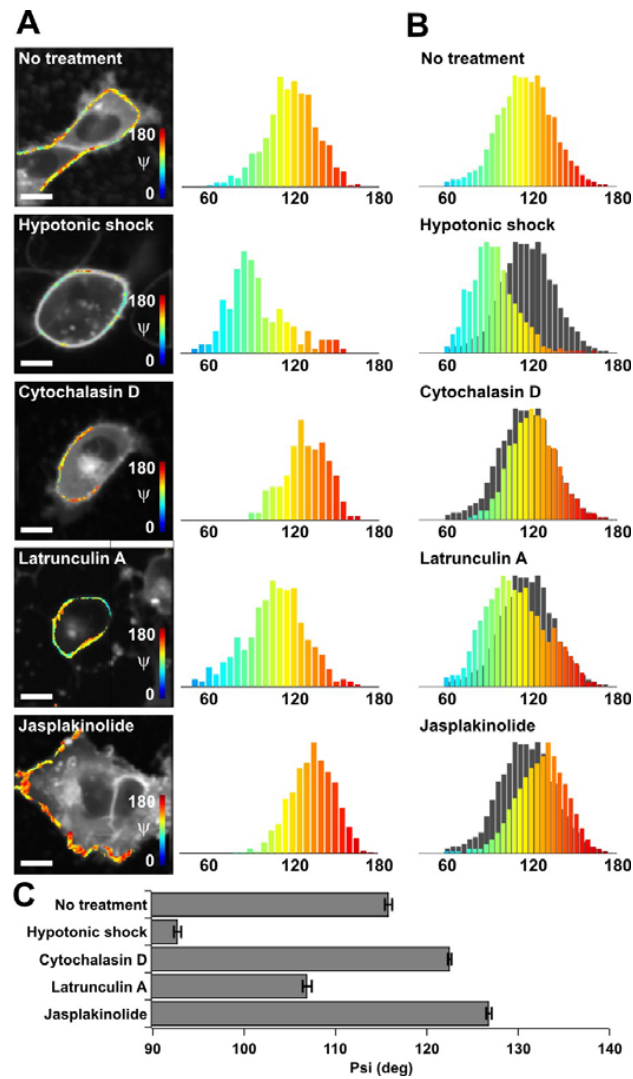 A
B
No treatment
180
ψ
0
60 120 180
No treatment
60 120 180
Hypotonic shock
180
ψ
0
60 120 180
Hypotonic shock
60 120 180
Cytochalasin D
180
ψ
0
60 120 180
Cytochalasin D
60 120 180
Latrunculin A
180
ψ
0
60 120 180
Latrunculin A
60 120 180
Jasplakinolide
180
ψ
0
60 120 180
Jasplakinolide
60 120 180
C
No treatment
Hypotonic shock
Cytochalasin D
Latrunculin A
Jasplakinolide
90 100 110 120 130 140
Psi (deg)